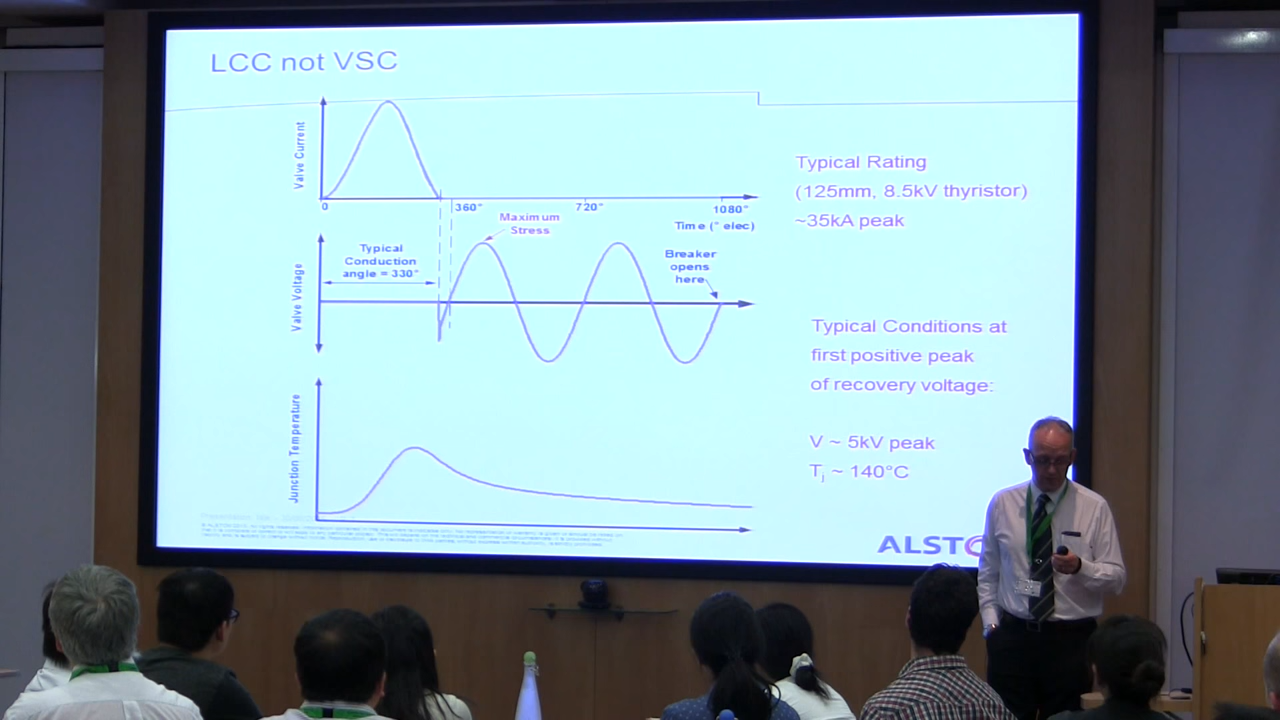 LCC not VSC
Valve Current
0
360°
720°
1080°
Time (° elec)
Typical Rating
(125mm, 8.5kV thyristor)
~35kA peak
Maximum
Stress
Typical
Conduction
angle = 330°
Breaker
opens
here
Valve Voltage
Typical Conditions at
first positive peak
of recovery voltage:
V ~ 5kV peak
Tj ~ 140°C
Junction Temperature